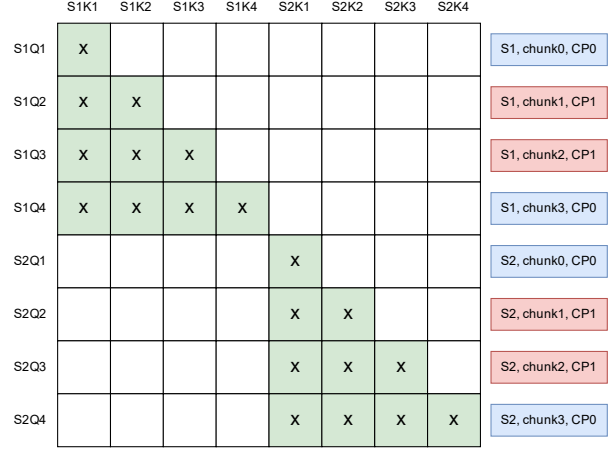 S1K1 S1K2 S1K3 S1K4 S2K1 S2K2 S2K3 S2K4
S1Q1 X S1, chunk0, CP0
S1Q2 X X S1, chunk1, CP1
S1Q3 X X X S1, chunk2, CP1
S1Q4 X X X X S1, chunk3, CP0
S2Q1 X S2, chunk0, CP0
S2Q2 X X S2, chunk1, CP1
S2Q3 X X X S2, chunk2, CP1
S2Q4 X X X X S2, chunk3, CP0